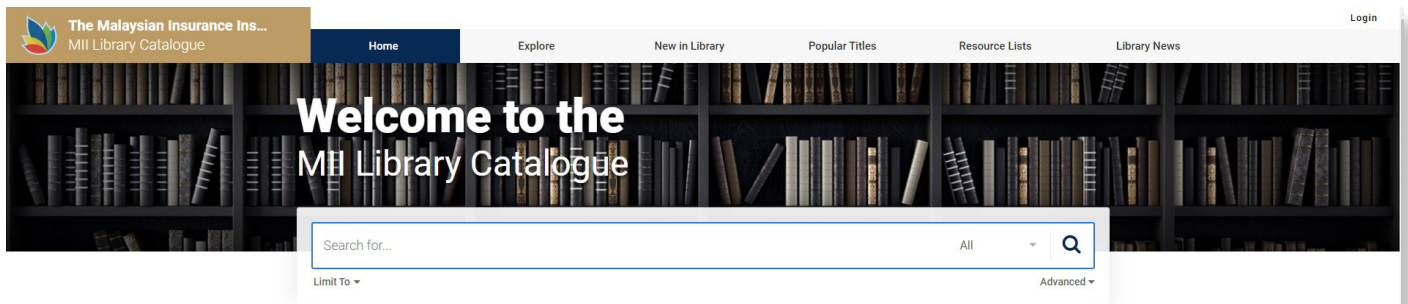 Login
The Malaysian Insurance Ins...
MII Library Catalogue
Home Explore New in Library Popular Titles Resource Lists Library News
Welcome to the
MII Library Catalogue
Search for... All
Limit To Advanced